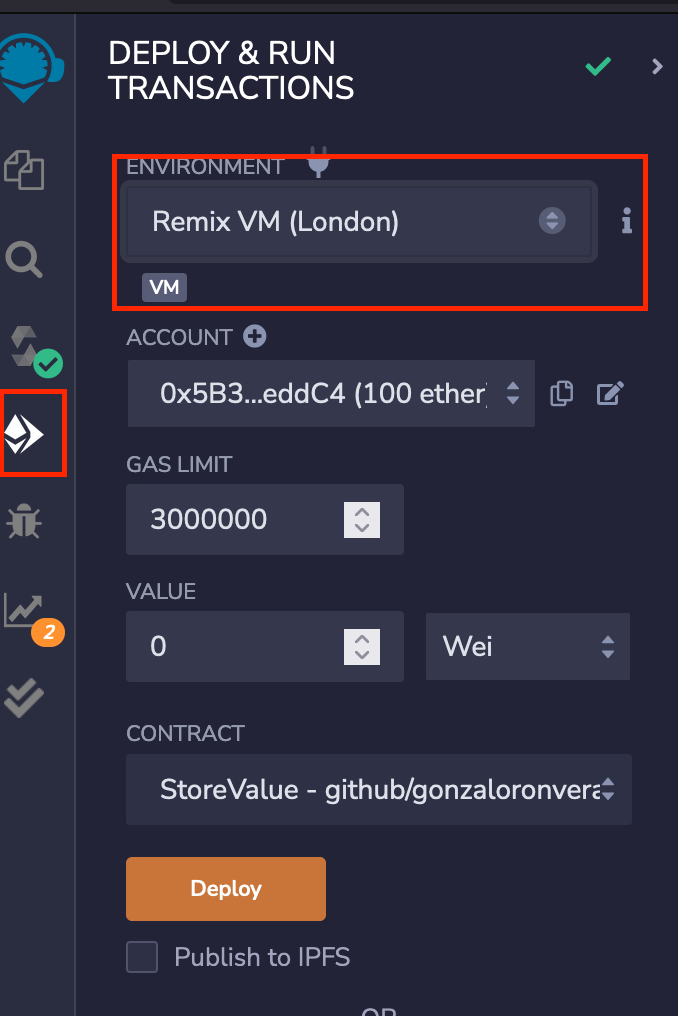 DEPLOY & RUN
TRANSACTIONS
ENVIRONMENT
Remix VM (London)
VM
ACCOUNT
0x5B3...eddC4 (100 ether)
GAS LIMIT
3000000
VALUE
0
Wei
2
CONTRACT
StoreValue - github/gonzaloronvera
Deploy
Publish to IPFS
OR